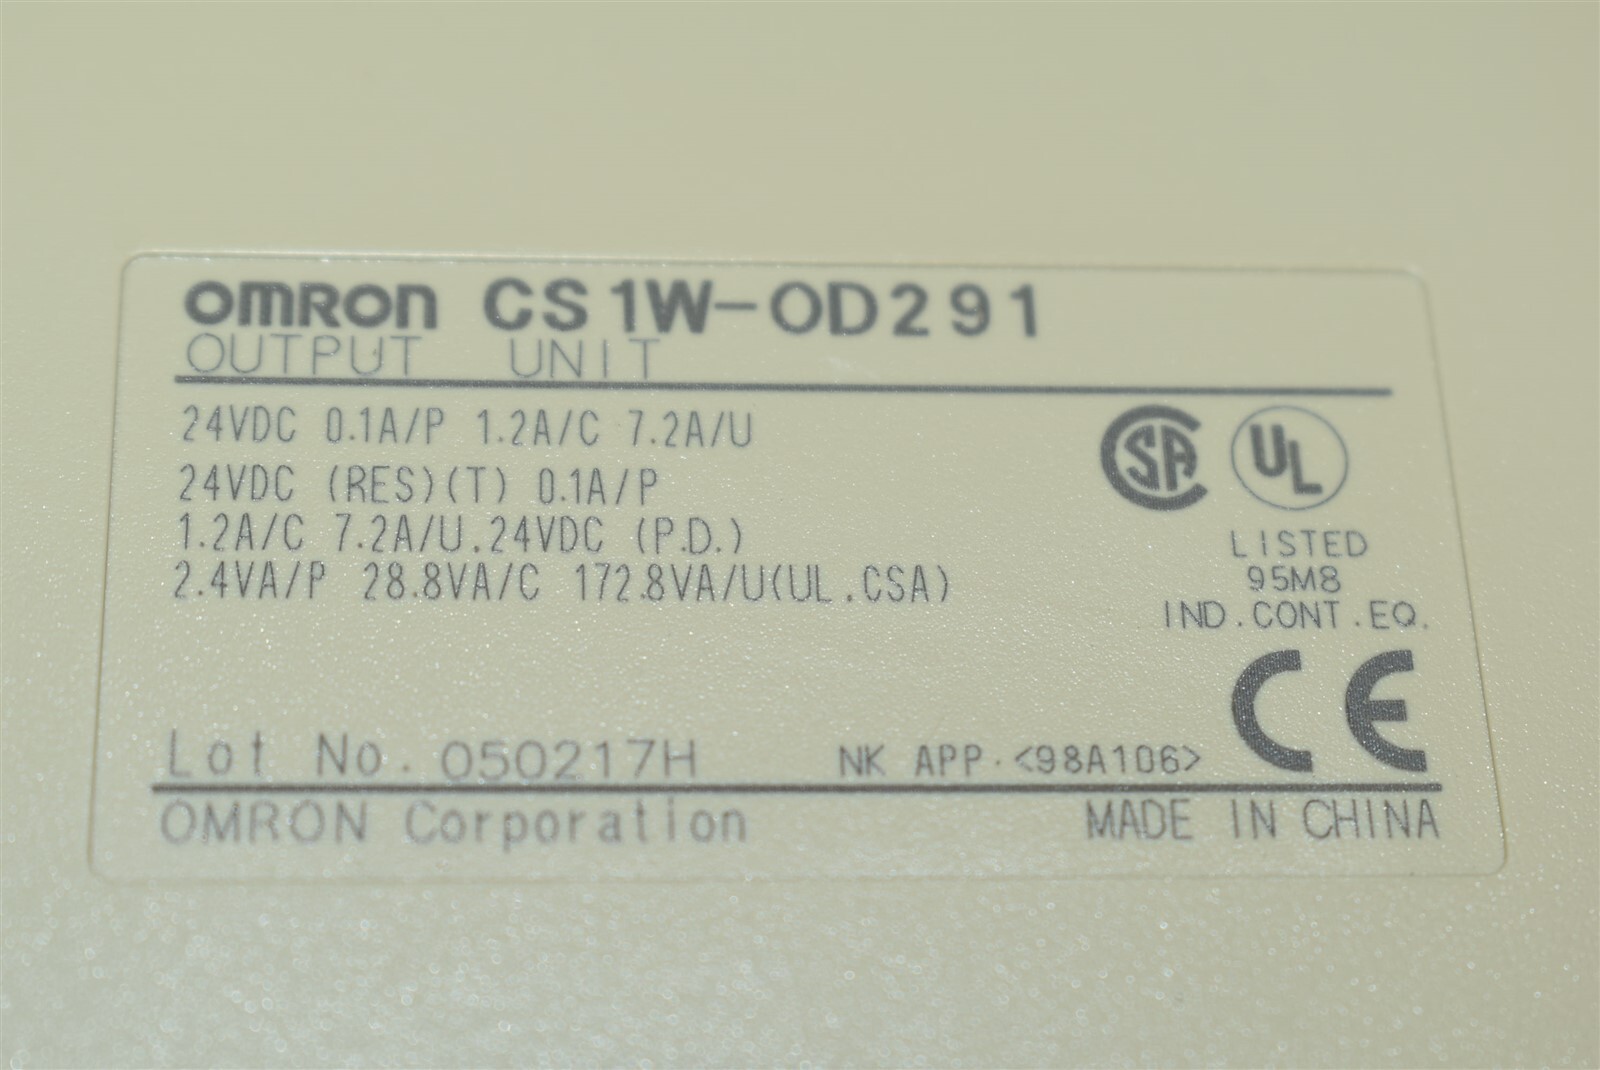 OMRON CS1W-OD291
OUTPUT UNIT
24VDC 0.1A/P 1.2A/C 7.2A/U
24VDC (RES)(T) 0.1A/P
1.2A/C 7.2A/U.24VDC (P.D.)
2.4VA/P 28.8VA/C 172.8VA/U(UL.CSA)
SA UL
LISTED
95M8
IND.CONT.EQ.
CE
Lot No. 050217H NK APP.<98A106>
OMRON Corporation MADE IN CHINA